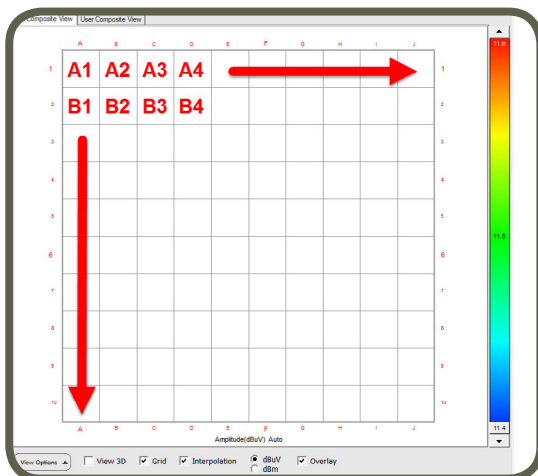 Composite View User Composite View
A B C D E F G H I J
11.6
1 A1 A2 A3 A4 1
2 B1 B2 B3 B4 2
3 3
4 4
5 5
11.5
6 6
7 7
8 8
9 9
10 10
A B C D E F G H I J
11.4
Amplitude(dBuV) Auto
View Options View 3D Grid Interpolation dBuV Overlay
dBm